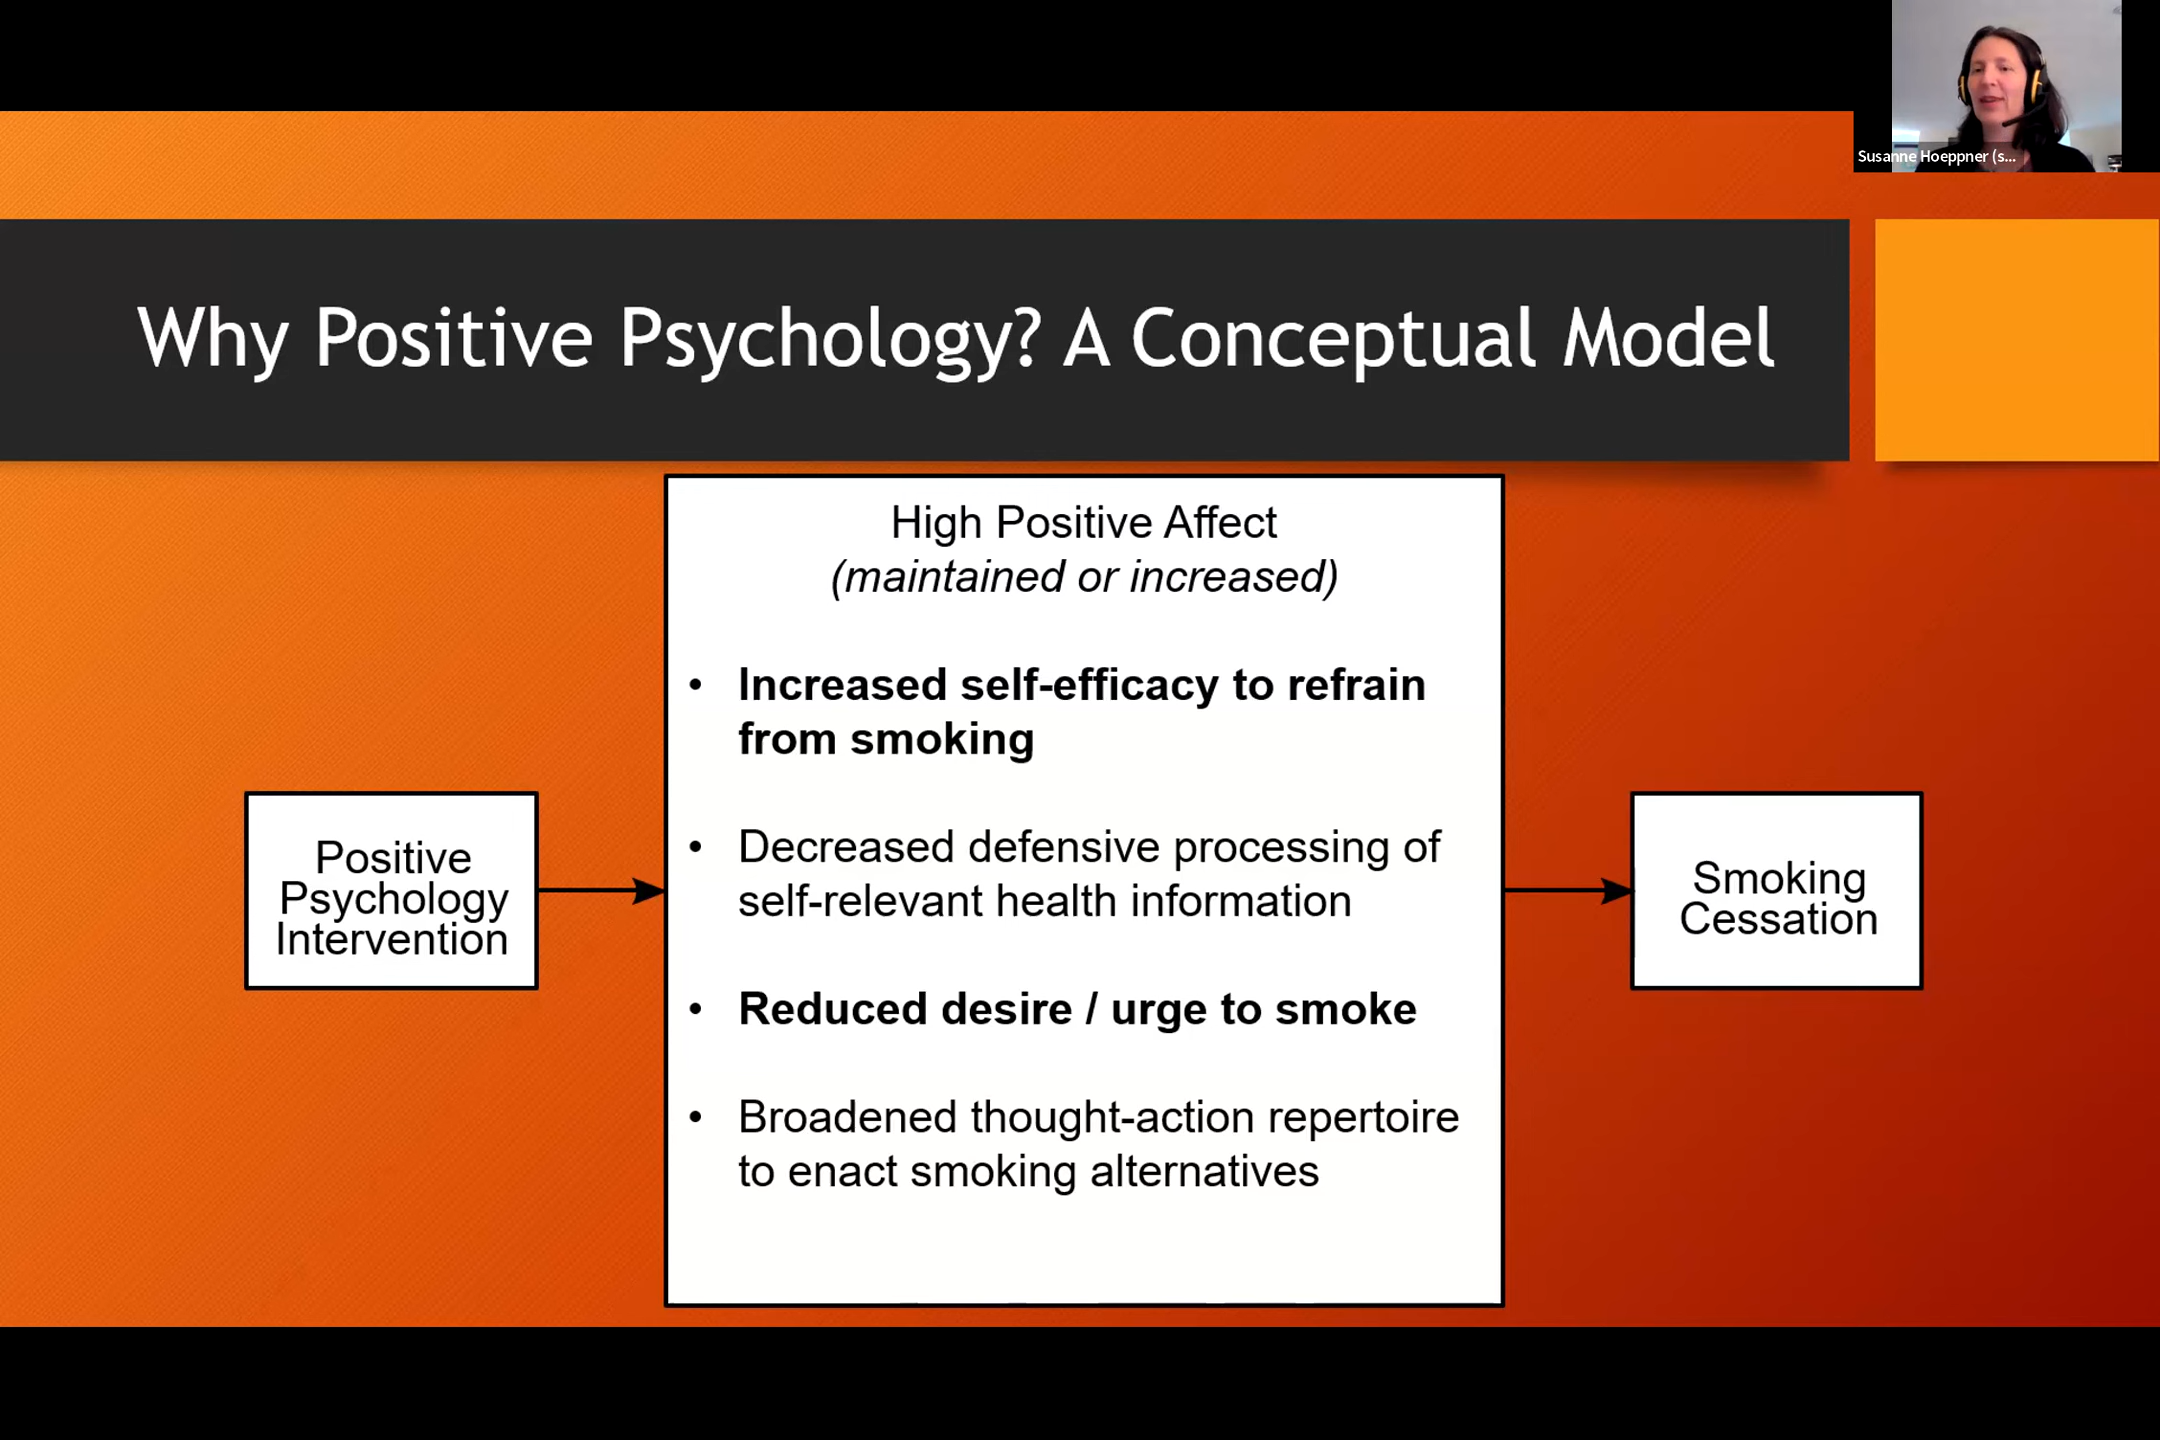 Susanne Hoeppner (s...
Why Positive Psychology? A Conceptual Model
High Positive Affect
(maintained or increased)
• Increased self-efficacy to refrain
from smoking
• Decreased defensive processing of
self-relevant health information
• Reduced desire / urge to smoke
• Broadened thought-action repertoire
to enact smoking alternatives
Positive
Psychology
Intervention
Smoking
Cessation